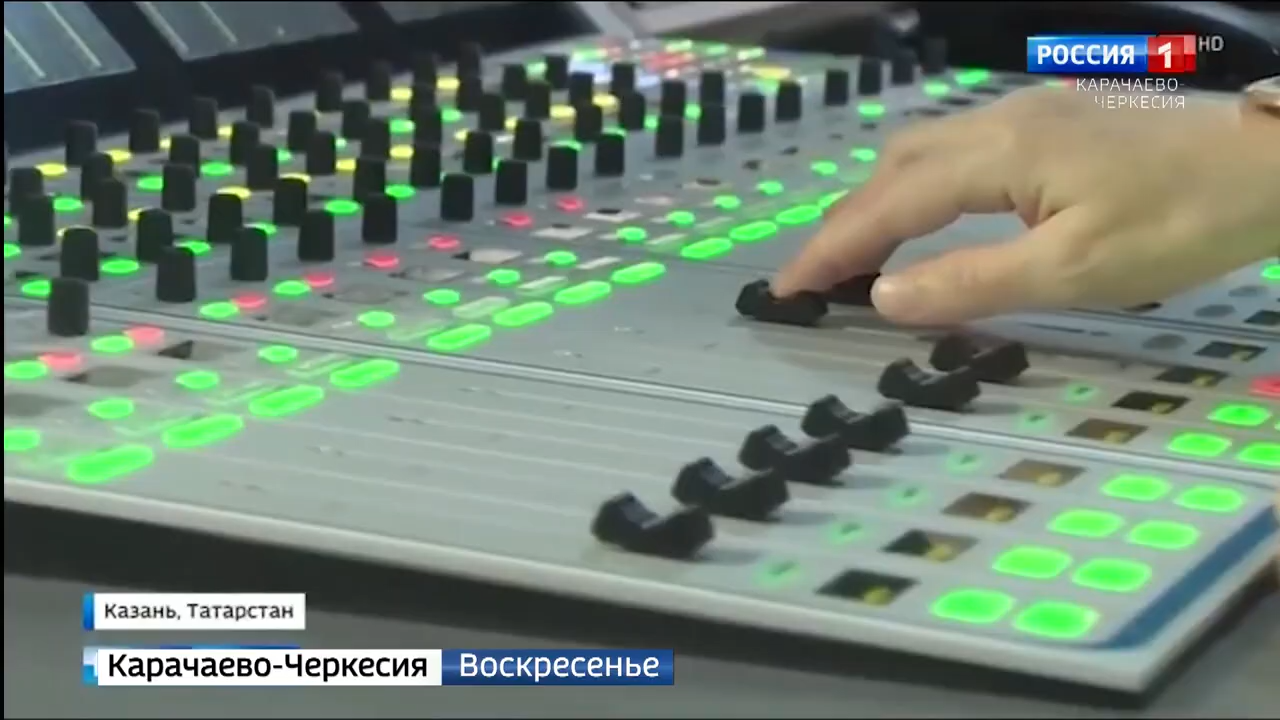 РОССИЯ 1 HD
КАРАЧАЕВО-
ЧЕРКЕСИЯ
Казань, Татарстан
Карачаево-Черкесия Воскресенье